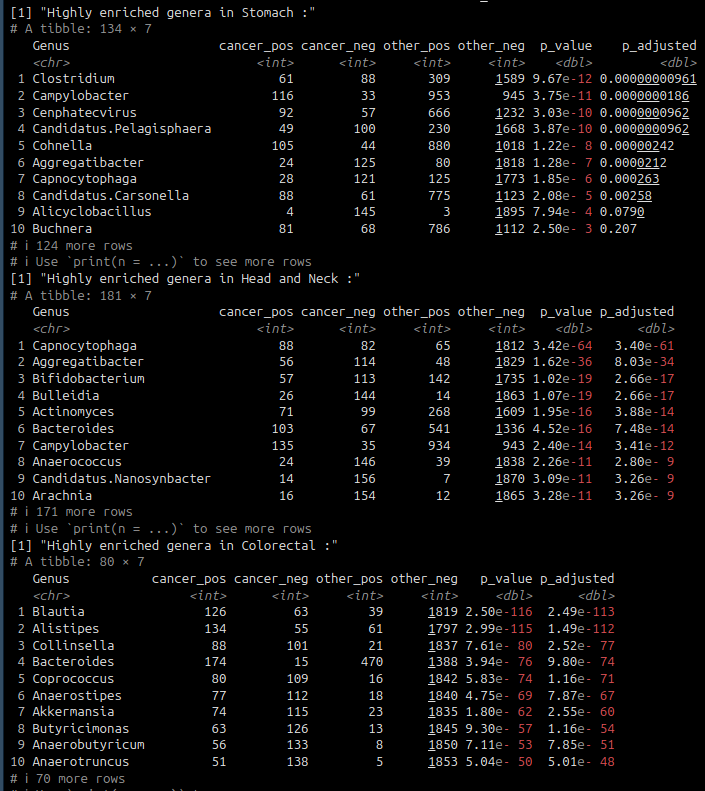 [1] "Highly enriched genera in Stomach :"
# A tibble: 134 × 7
Genus cancer_pos cancer_neg other_pos other_neg p_value p_adjusted
<chr> <int> <int> <int> <int> <dbl> <dbl>
1 Clostridium 61 88 309 1589 9.67e-12 0.00000000961
2 Campylobacter 116 33 953 945 3.75e-11 0.0000000186
3 Cenphatecvirus 92 57 666 1232 3.03e-10 0.0000000962
4 Candidatus.Pelagisphaera 49 100 230 1668 3.87e-10 0.0000000962
5 Cohnella 105 44 880 1018 1.22e- 8 0.00000242
6 Aggregatibacter 24 125 80 1818 1.28e- 7 0.0000212
7 Capnocytophaga 28 121 125 1773 1.85e- 6 0.000263
8 Candidatus.Carsonella 88 61 775 1123 2.08e- 5 0.00258
9 Alicyclobacillus 4 145 3 1895 7.94e- 4 0.0790
10 Buchnera 81 68 786 1112 2.50e- 3 0.207
# ℹ 124 more rows
# ℹ Use `print(n = ...)` to see more rows
[1] "Highly enriched genera in Head and Neck :"
# A tibble: 181 × 7
Genus cancer_pos cancer_neg other_pos other_neg p_value p_adjusted
<chr> <int> <int> <int> <int> <dbl> <dbl>
1 Capnocytophaga 88 82 65 1812 3.42e-64 3.40e-61
2 Aggregatibacter 56 114 48 1829 1.62e-36 8.03e-34
3 Bifidobacterium 57 113 142 1735 1.02e-19 2.66e-17
4 Bulleidia 26 144 14 1863 1.07e-19 2.66e-17
5 Actinomyces 71 99 268 1609 1.95e-16 3.88e-14
6 Bacteroides 103 67 541 1336 4.52e-16 7.48e-14
7 Campylobacter 135 35 934 943 2.40e-14 3.41e-12
8 Anaerococcus 24 146 39 1838 2.26e-11 2.80e- 9
9 Candidatus.Nanosynbacter 14 156 7 1870 3.09e-11 3.26e- 9
10 Arachnia 16 154 12 1865 3.28e-11 3.26e- 9
# ℹ 171 more rows
# ℹ Use `print(n = ...)` to see more rows
[1] "Highly enriched genera in Colorectal :"
# A tibble: 80 × 7
Genus cancer_pos cancer_neg other_pos other_neg p_value p_adjusted
<chr> <int> <int> <int> <int> <dbl> <dbl>
1 Blautia 126 63 39 1819 2.50e-116 2.49e-113
2 Alistipes 134 55 61 1797 2.99e-115 1.49e-112
3 Collinsella 88 101 21 1837 7.61e- 80 2.52e- 77
4 Bacteroides 174 15 470 1388 3.94e- 76 9.80e- 74
5 Coprococcus 80 109 16 1842 5.83e- 74 1.16e- 71
6 Anaerostipes 77 112 18 1840 4.75e- 69 7.87e- 67
7 Akkermansia 74 115 23 1835 1.80e- 62 2.55e- 60
8 Butyricimonas 63 126 13 1845 9.30e- 57 1.16e- 54
9 Anaerobutyricum 56 133 8 1850 7.11e- 53 7.85e- 51
10 Anaerotruncus 51 138 5 1853 5.04e- 50 5.01e- 48
# ℹ 70 more rows